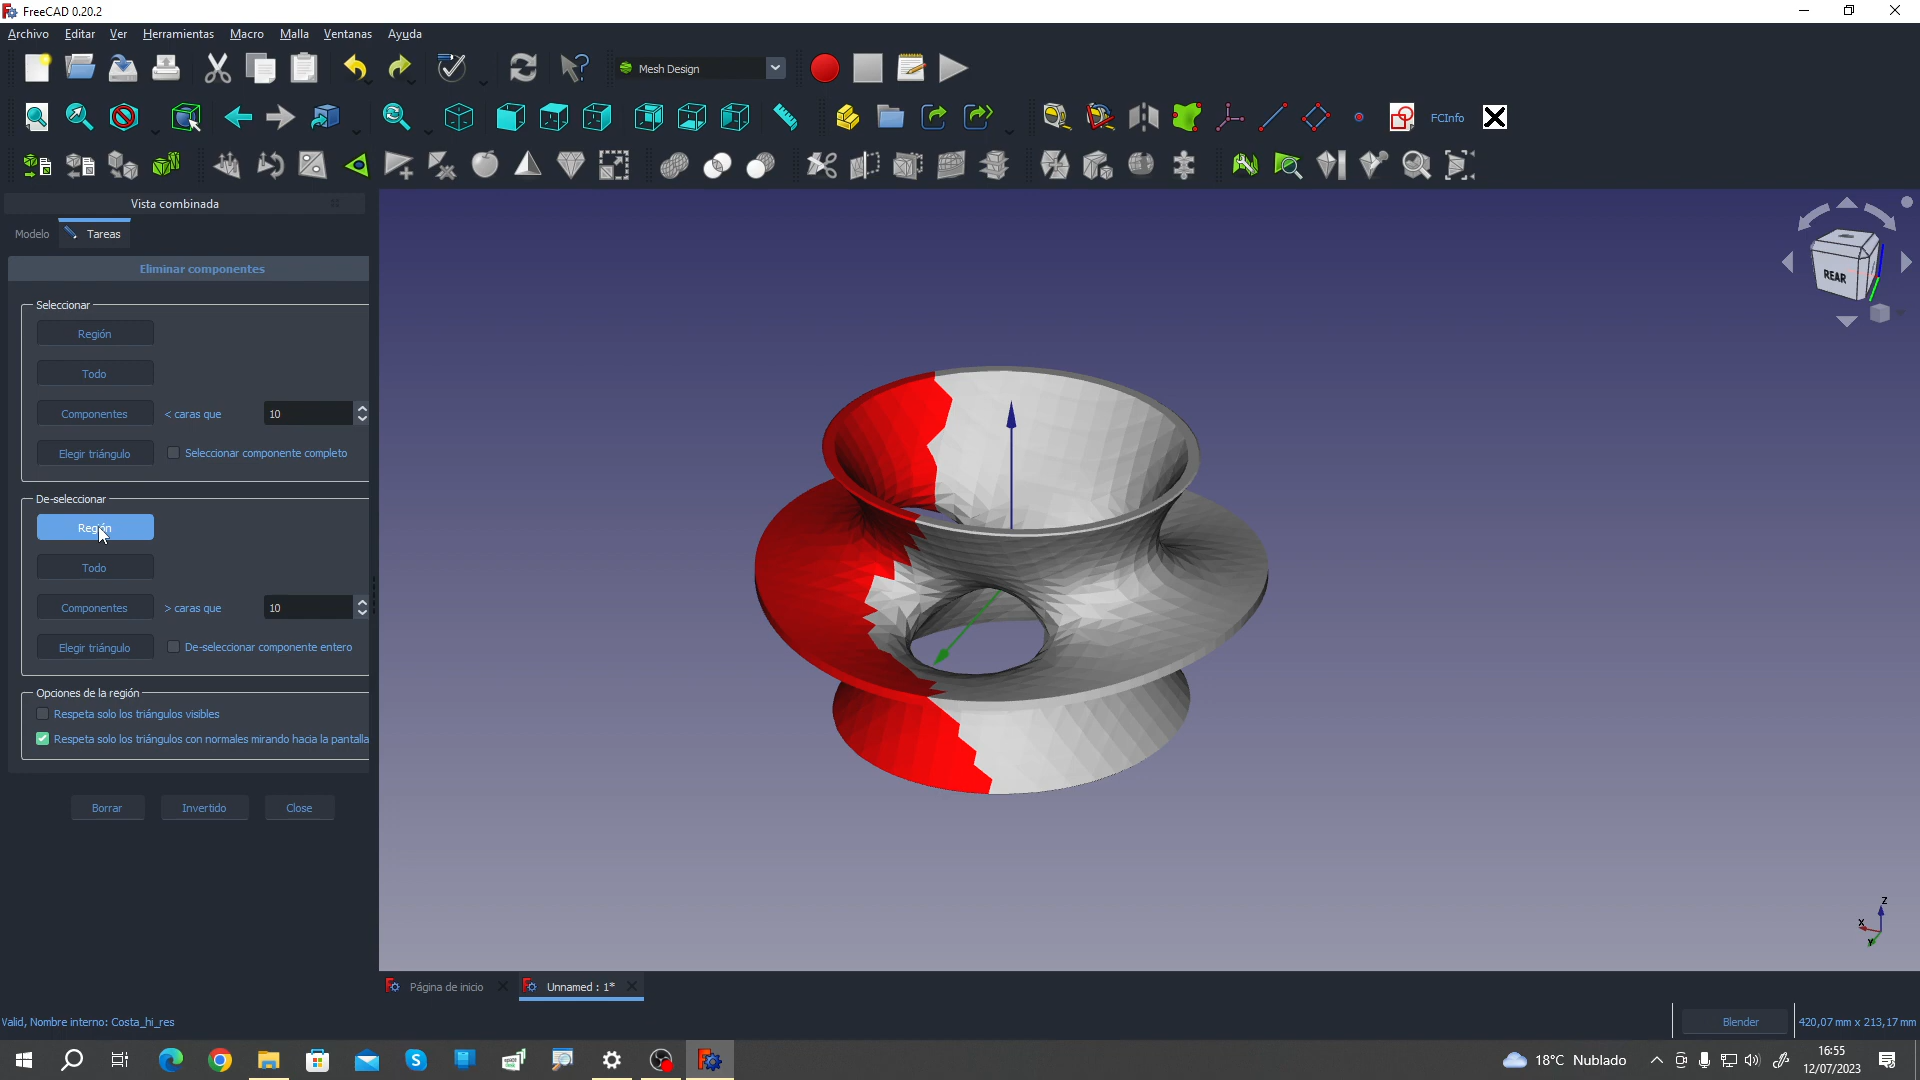 FreeCAD 0.20.2
Archivo Editar Ver Herramientas Macro Malla Ventanas Ayuda
Mesh Design
FCInfo
Vista combinada
Modelo Tareas
Eliminar componentes
Seleccionar
Región
Todo
Componentes < caras que 10
Elegir triángulo Seleccionar componente completo
De-seleccionar
Región
Todo
Componentes > caras que 10
Elegir triángulo De-seleccionar componente entero
Opciones de la región
Respeta solo los triángulos visibles
Respeta solo los triángulos con normales mirando hacia la pantalla
Borrar Invertido Close
REAR
Z
X
Y
Página de inicio Unnamed : 1*
Valid, Nombre interno: Costa_hi_res
Blender 420,07 mm x 213,17 mm
18°C Nublado
16:55
12/07/2023